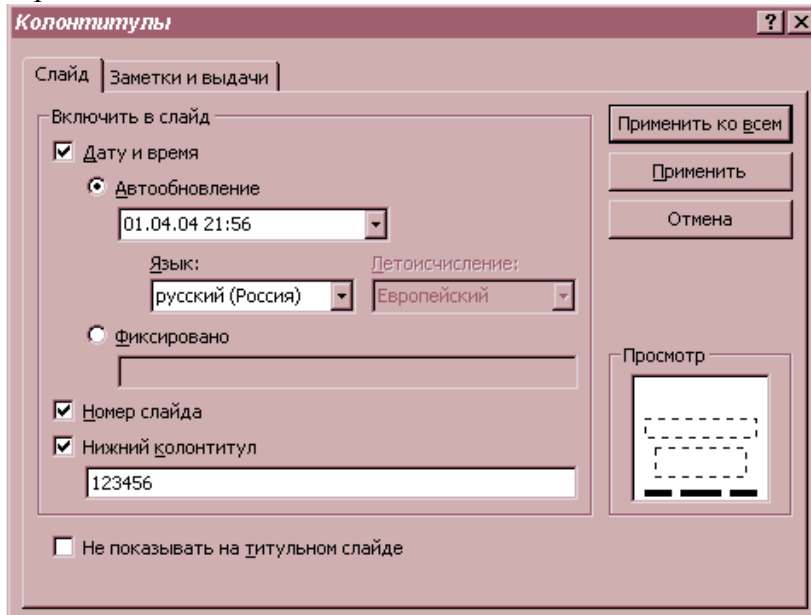 Колонтитулы
Слайд Заметки и выдачи
Включить в слайд
Дату и время
Автообновление
01.04.04 21:56
Язык: Летоисчисление:
русский (Россия) Европейский
Фиксировано
Номер слайда
Нижний колонтитул
123456
Не показывать на титульном слайде
Применить ко всем
Применить
Отмена
Просмотр